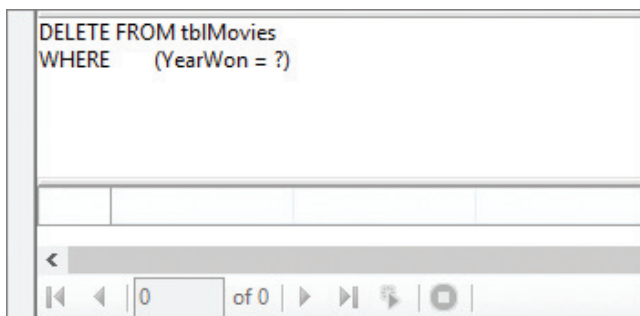 DELETE FROM tblMovies
WHERE (YearWon = ?)
0 of 0